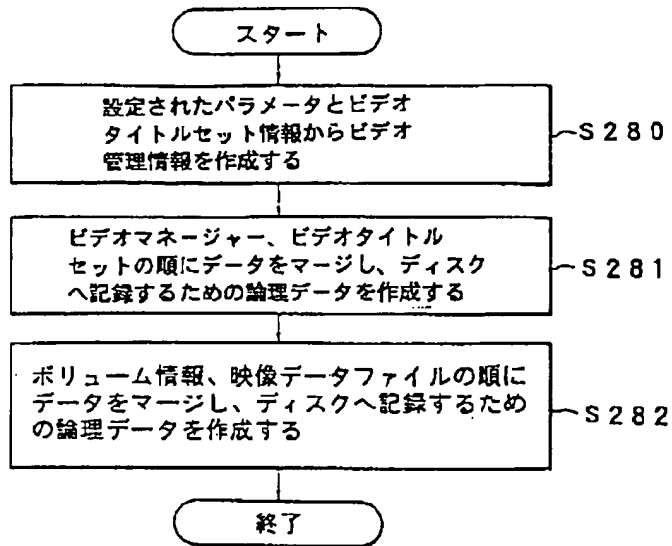 スタート
設定されたパラメータとビデオ
タイトルセット情報からビデオ
管理情報を作成する
S280
ビデオマネージャー、ビデオタイトル
セットの順にデータをマージし、ディスク
へ記録するための論理データを作成する
S281
ボリューム情報、映像データファイルの順に
データをマージし、ディスクへ記録するため
の論理データを作成する
S282
終了